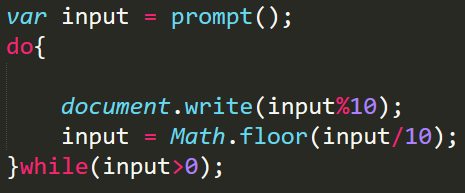 var input = prompt();
do{
document.write(input%10);
input = Math.floor(input/10);
}while(input>0);